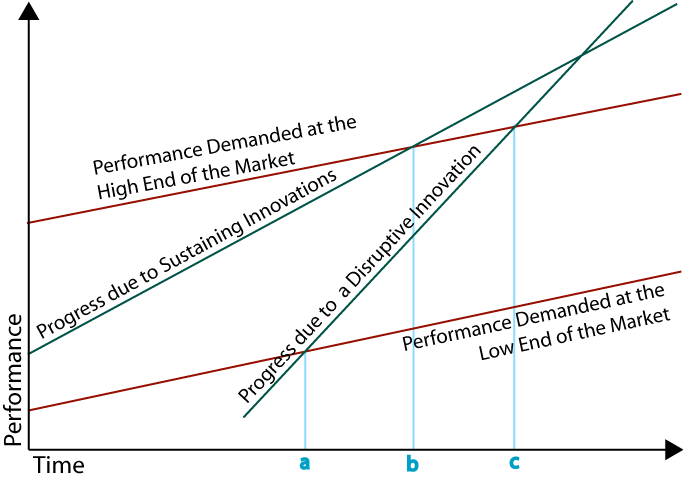 Performance Demanded at the
High End of the Market
Progress due to Sustaining Innovations
Progress due to a Disruptive Innovation
Performance Demanded at the
Low End of the Market
Performance
Time
a
b
c